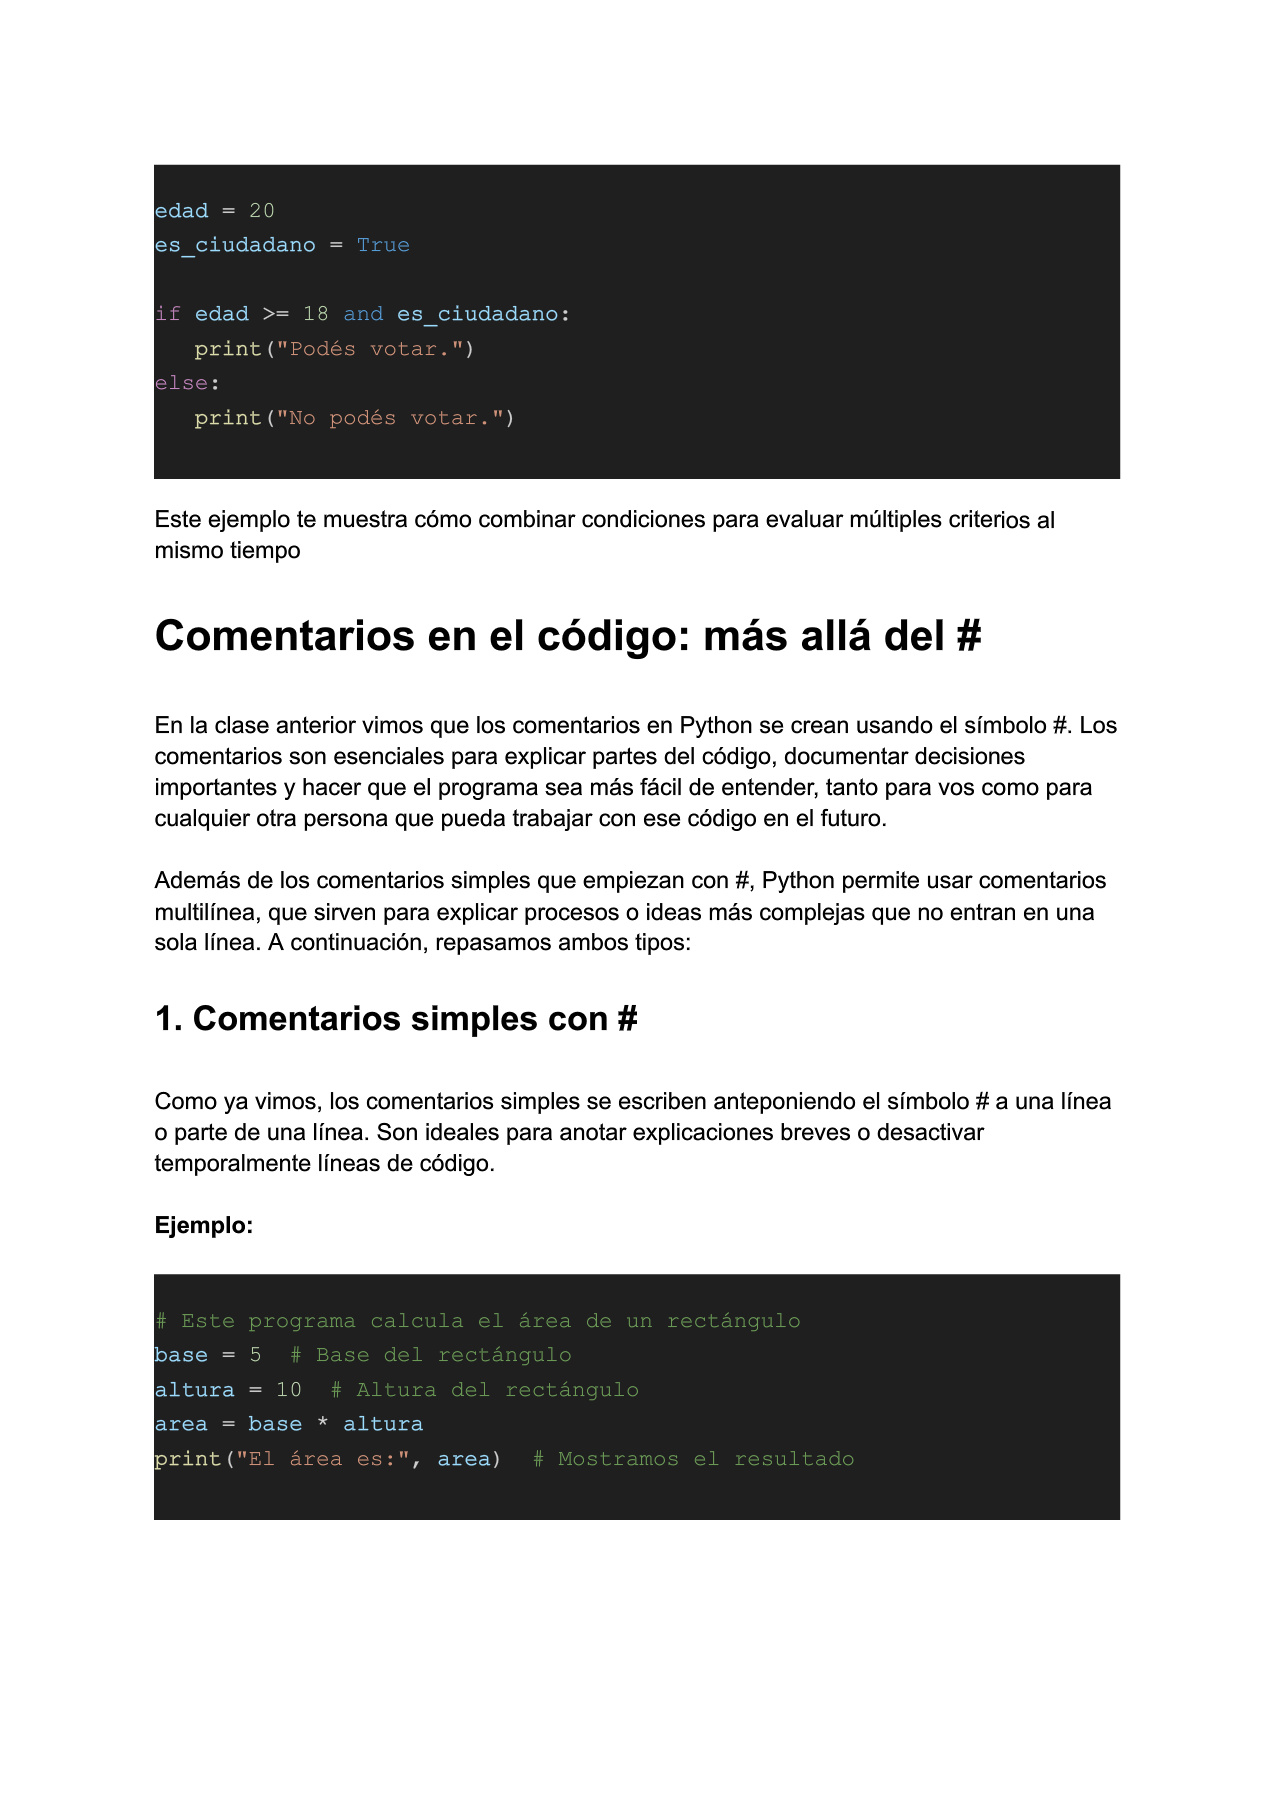 edad = 20
es_ciudadano = True
if edad >= 18 and es_ciudadano:
   print("Podés votar.")
else:
   print("No podés votar.")
Este ejemplo te muestra cómo combinar condiciones para evaluar múltiples criterios al
mismo tiempo
Comentarios en el código: más allá del #
En la clase anterior vimos que los comentarios en Python se crean usando el símbolo #. Los
comentarios son esenciales para explicar partes del código, documentar decisiones
importantes y hacer que el programa sea más fácil de entender, tanto para vos como para
cualquier otra persona que pueda trabajar con ese código en el futuro.
Además de los comentarios simples que empiezan con #, Python permite usar comentarios
multilínea, que sirven para explicar procesos o ideas más complejas que no entran en una
sola línea. A continuación, repasamos ambos tipos:
1. Comentarios simples con #
Como ya vimos, los comentarios simples se escriben anteponiendo el símbolo # a una línea
o parte de una línea. Son ideales para anotar explicaciones breves o desactivar
temporalmente líneas de código.
Ejemplo:
# Este programa calcula el área de un rectángulo
base = 5  # Base del rectángulo
altura = 10  # Altura del rectángulo
area = base * altura
print("El área es:", area)  # Mostramos el resultado